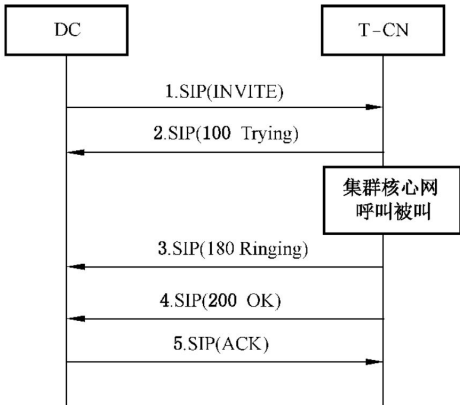 DC
T-CN
1.SIP(INVITE)
2.SIP(100 Trying)
集群核心网
呼叫被叫
3.SIP(180 Ringing)
4.SIP(200 OK)
5.SIP(ACK)